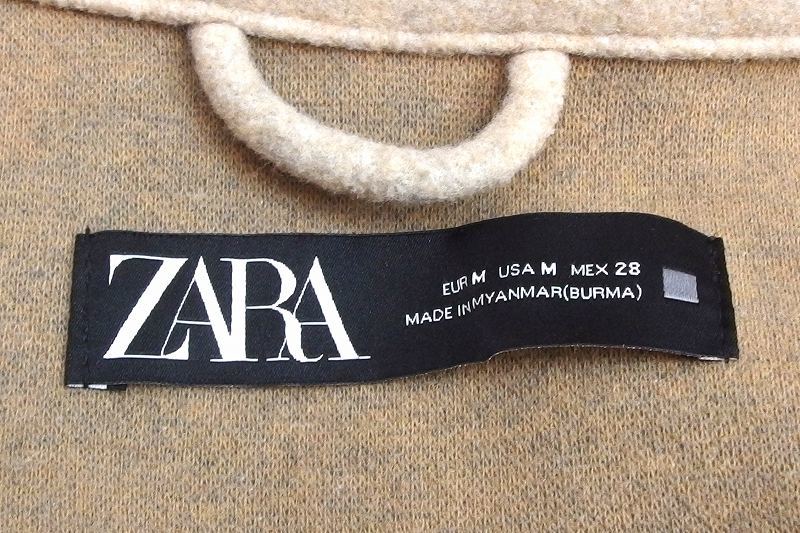 ZARA
EUR M USA M MEX 28
MADE IN MYANMAR(BURMA)